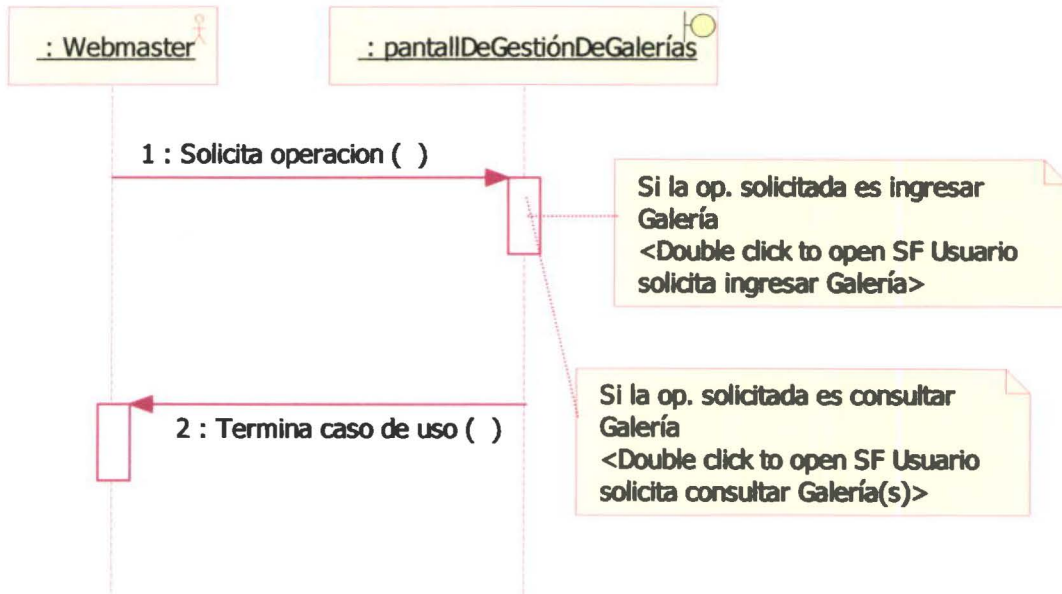 : Webmaster
: pantallDeGestiónDeGalerías
1 : Solicita operacion ( )
Si la op. solicitada es ingresar
Galería
<Double click to open SF Usuario
solicita ingresar Galería>
2 : Termina caso de uso ( )
Si la op. solicitada es consultar
Galería
<Double click to open SF Usuario
solicita consultar Galería(s)>